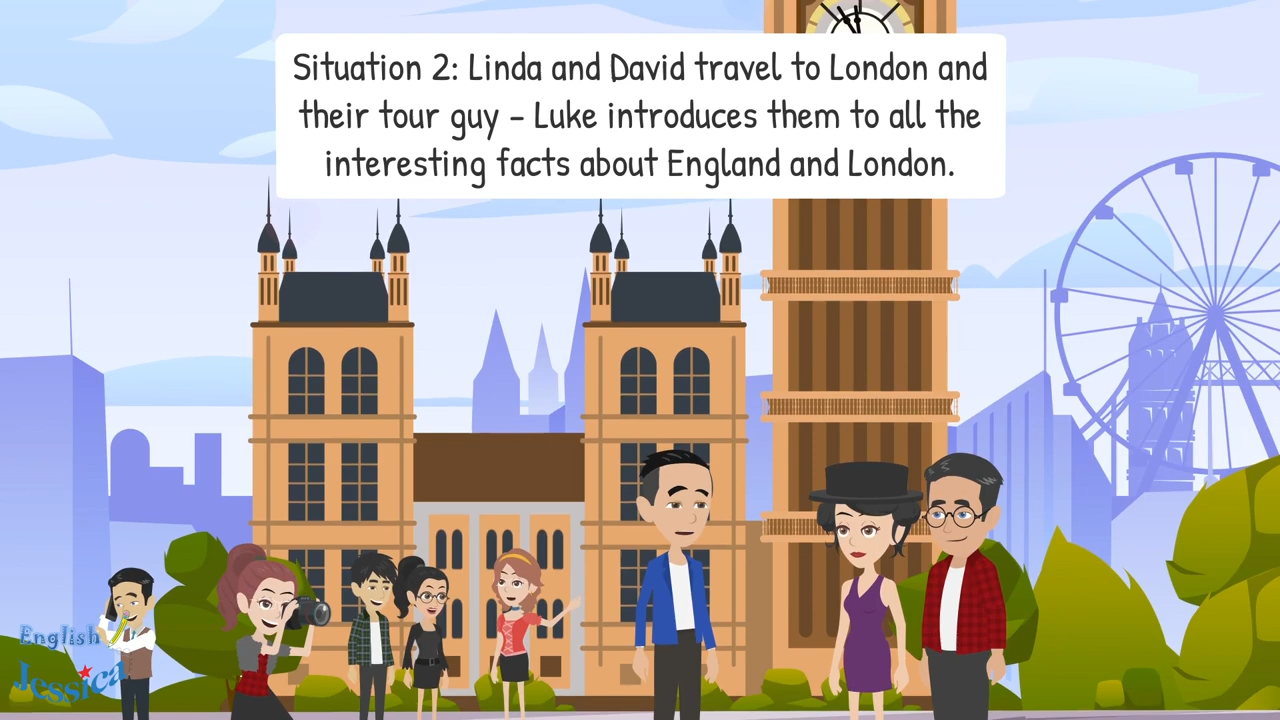 Situation 2: Linda and David travel to London and
their tour guy - Luke introduces them to all the
interesting facts about England and London.
English
Jessica